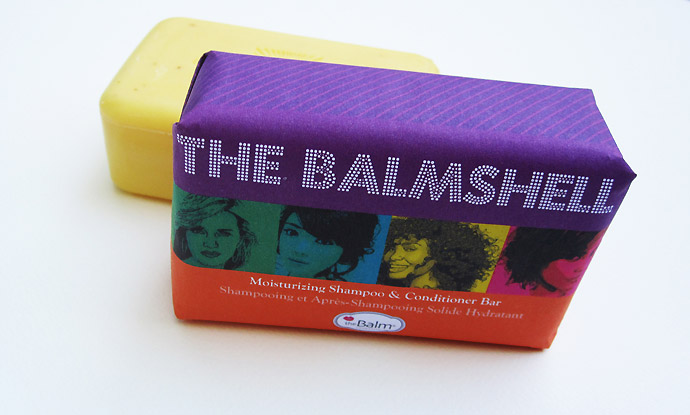 THE BALMSHELL
Moisturizing Shampoo & Conditioner Bar
Shampooing et Après-Shampooing Solide Hydratant
theBalm®